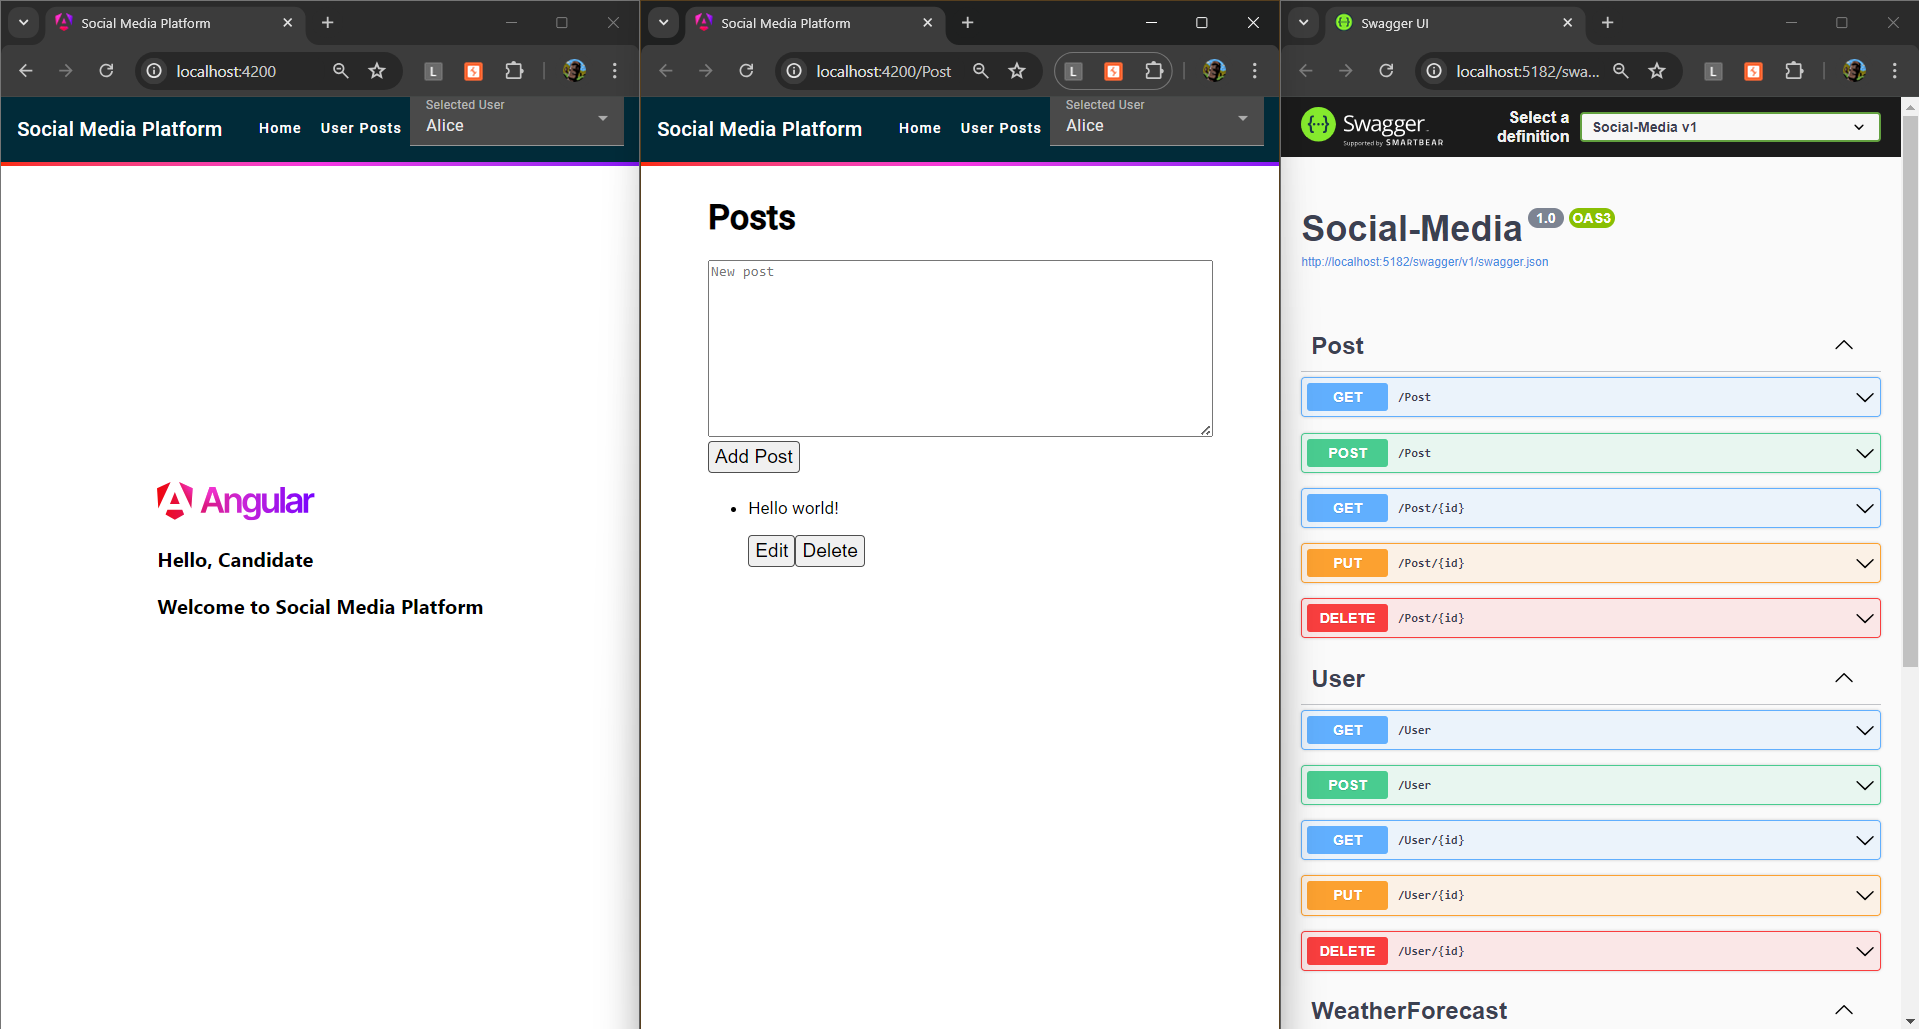 Social Media Platform
localhost:4200
L
Social Media Platform
Home
User Posts
Selected User
Alice
Angular
Hello, Candidate
Welcome to Social Media Platform
Social Media Platform
localhost:4200/Post
L
Social Media Platform
Home
User Posts
Selected User
Alice
Posts
New post
Add Post
Hello world!
Edit
Delete
Swagger UI
localhost:5182/swa...
L
Swagger
Supported by SMARTBEAR
Select a
definition
Social-Media v1
Social-Media
1.0
OAS3
http://localhost:5182/swagger/v1/swagger.json
Post
GET /Post
POST /Post
GET /Post/{id}
PUT /Post/{id}
DELETE /Post/{id}
User
GET /User
POST /User
GET /User/{id}
PUT /User/{id}
DELETE /User/{id}
WeatherForecast